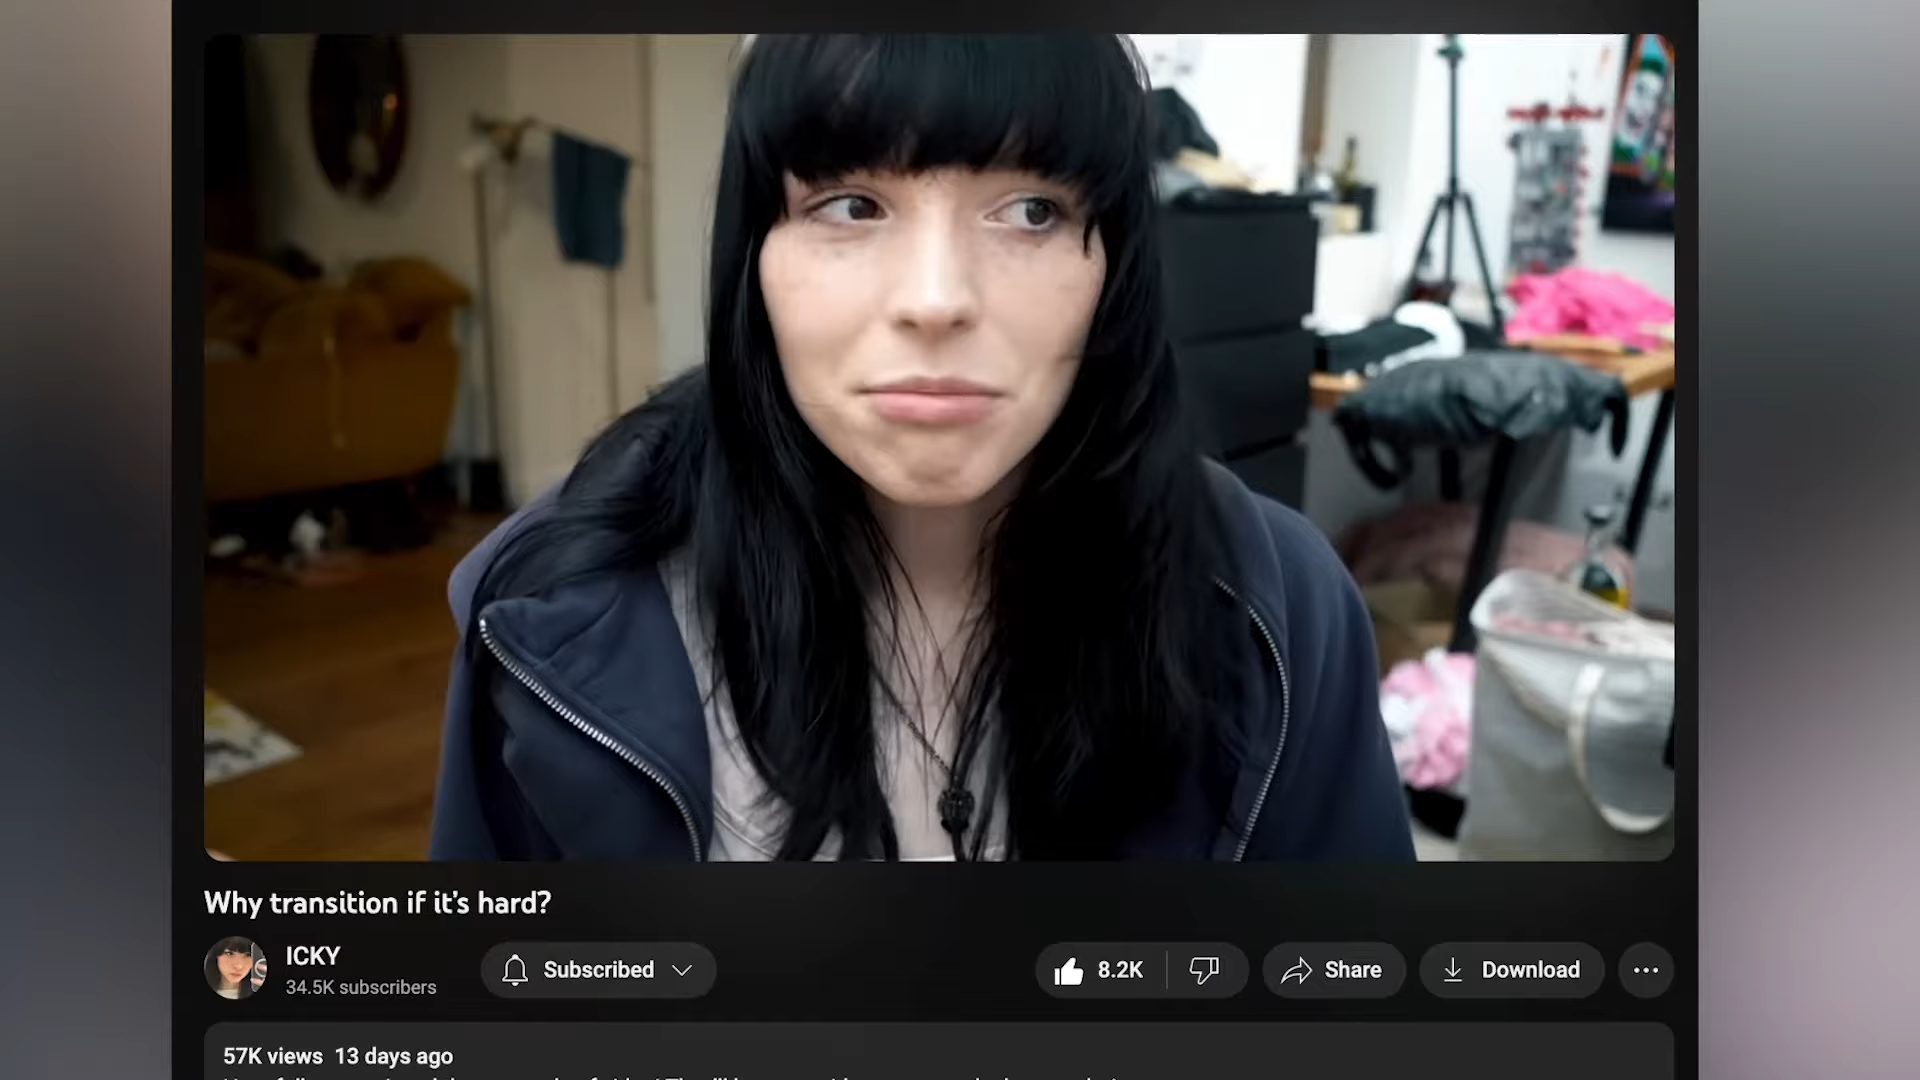 Why transition if it's hard?
ICKY
34.5K subscribers
Subscribed
8.2K
Share
Download
57K views 13 days ago